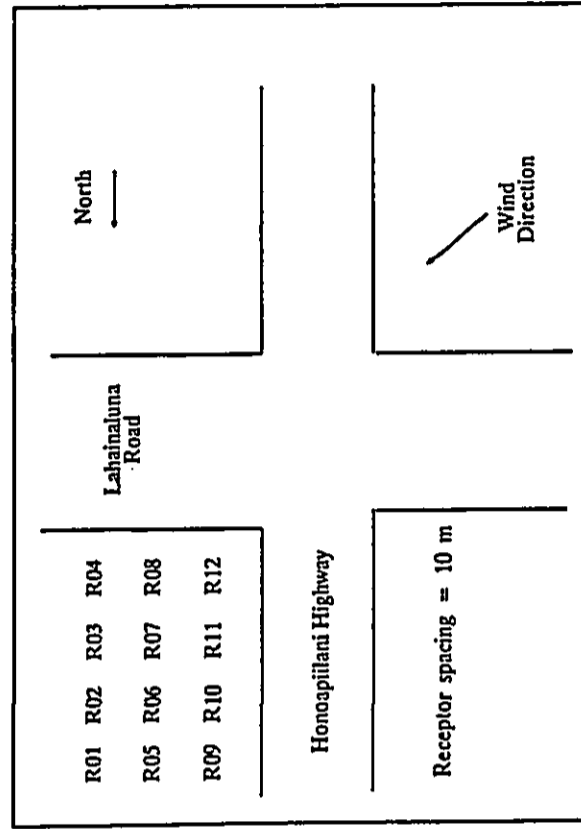 North
Lahainaluna
Road
R01 R02 R03 R04
R05 R06 R07 R08
R09 R10 R11 R12
Honoapiilani Highway
Wind
Direction
Receptor spacing = 10 m